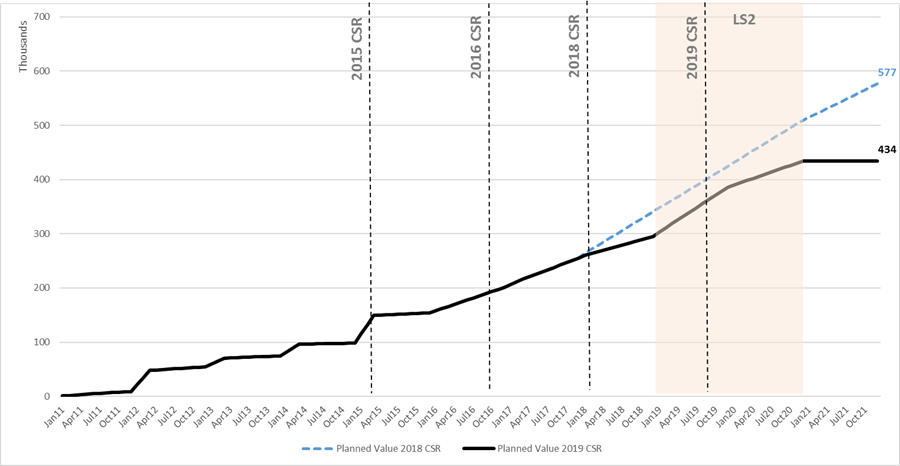 700
LS2
Thousands
2015 CSR
2016 CSR
2018 CSR
2019 CSR
600
577
500
434
400
300
200
100
0
Jan11 Apr11 Jul11 Oct11 Jan12 Apr12 Jul12 Oct12 Jan13 Apr13 Jul13 Oct13 Jan14 Apr14 Jul14 Oct14 Jan15 Apr15 Jul15 Oct15 Jan16 Apr16 Jul16 Oct16 Jan17 Apr17 Jul17 Oct17 Jan18 Apr18 Jul18 Oct18 Jan19 Apr19 Jul19 Oct19 Jan20 Apr20 Jul20 Oct20 Jan21 Apr21 Jul21 Oct21
Planned Value 2018 CSR
Planned Value 2019 CSR